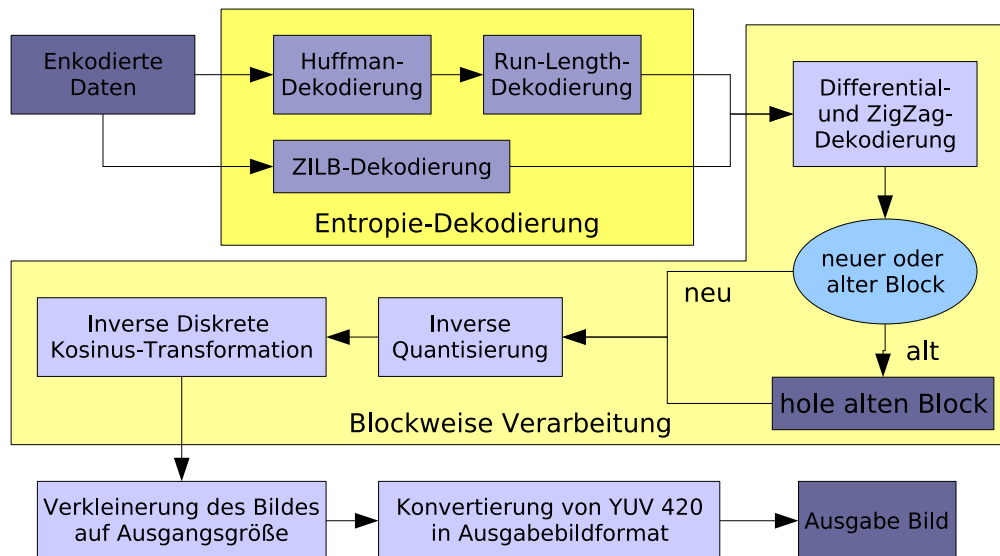 Enkodierte
Daten
Huffman-
Dekodierung
Run-Length-
Dekodierung
Differential-
und ZigZag-
Dekodierung
ZILB-Dekodierung
Entropie-Dekodierung
neuer oder
alter Block
neu
alt
hole alten Block
Inverse
Quantisierung
Inverse Diskrete
Kosinus-Transformation
Blockweise Verarbeitung
Verkleinerung des Bildes
auf Ausgangsgröße
Konvertierung von YUV 420
in Ausgabebildformat
Ausgabe Bild